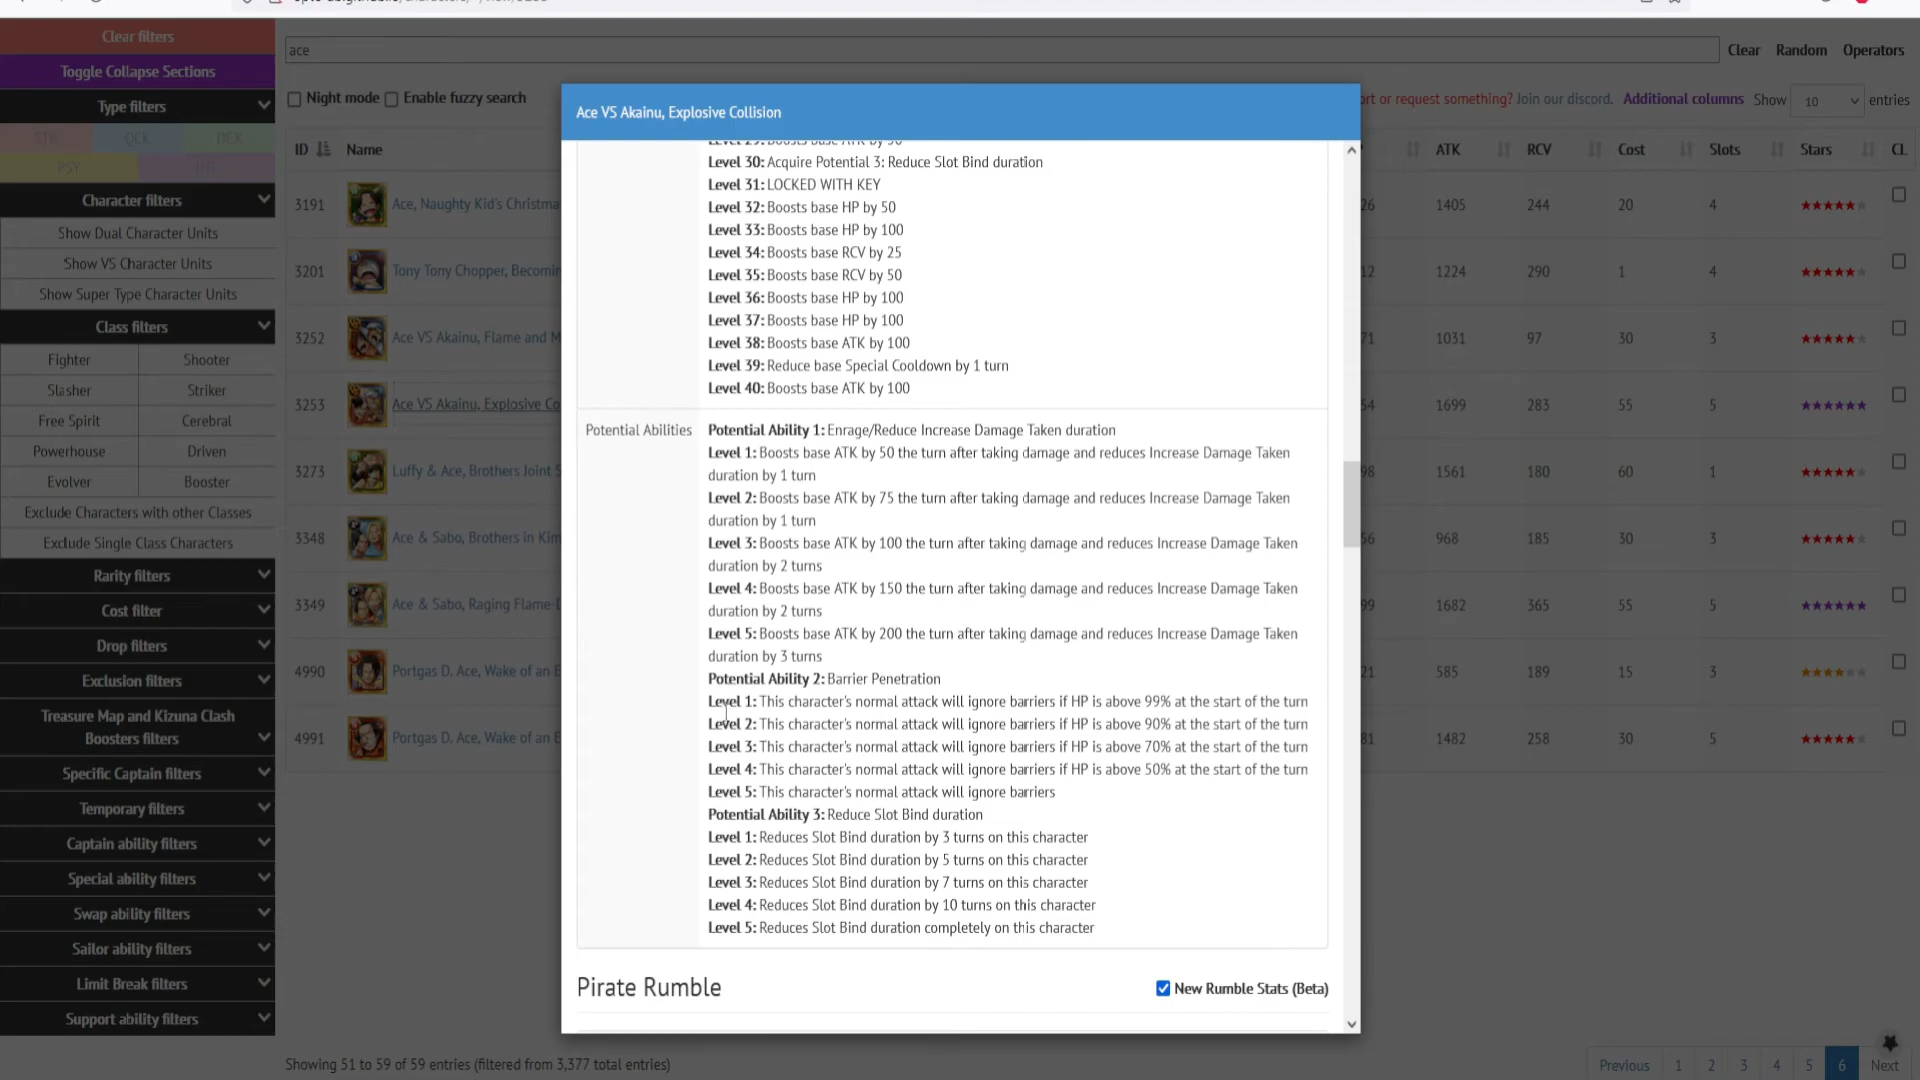 Clear filters
Toggle Collapse Sections
Type filters
STR
QCK
DEX
PSY
INT
Character filters
Show Dual Character Units
Show VS Character Units
Show Super Type Character Units
Class filters
Fighter
Shooter
Slasher
Striker
Free Spirit
Cerebral
Powerhouse
Driven
Evolver
Booster
Exclude Characters with other Classes
Exclude Single Class Characters
Rarity filters
Cost filter
Drop filters
Exclusion filters
Treasure Map and Kizuna Clash
Boosters filters
Specific Captain filters
Temporary filters
Captain ability filters
Special ability filters
Swap ability filters
Sailor ability filters
Limit Break filters
Support ability filters
ace
Clear Random Operators
Night mode Enable fuzzy search
ort or request something? Join our discord. Additional columns Show 10 entries
ID Name ATK RCV Cost Slots Stars CL
3191 Ace, Naughty Kid's Christma 26 1405 244 20 4 ★★★★★★
3201 Tony Tony Chopper, Becomin 12 1224 290 1 4 ★★★★★★
3252 Ace VS Akainu, Flame and M 71 1031 97 30 3 ★★★★★★
3253 Ace VS Akainu, Explosive Co 54 1699 283 55 5 ★★★★★★
3273 Luffy & Ace, Brothers Joint S 98 1561 180 60 1 ★★★★★★
3348 Ace & Sabo, Brothers in Kim 56 968 185 30 3 ★★★★★★
3349 Ace & Sabo, Raging Flame-D 99 1682 365 55 5 ★★★★★★
4990 Portgas D. Ace, Wake of an E 21 585 189 15 3 ★★★★★
4991 Portgas D. Ace, Wake of an E 81 1482 258 30 5 ★★★★★★
Showing 51 to 59 of 59 entries (filtered from 3,377 total entries)
Previous 1 2 3 4 5 6 Next
Ace VS Akainu, Explosive Collision
Level 29: Boosts base ATK by 50
Level 30: Acquire Potential 3: Reduce Slot Bind duration
Level 31: LOCKED WITH KEY
Level 32: Boosts base HP by 50
Level 33: Boosts base HP by 100
Level 34: Boosts base RCV by 25
Level 35: Boosts base RCV by 50
Level 36: Boosts base HP by 100
Level 37: Boosts base HP by 100
Level 38: Boosts base ATK by 100
Level 39: Reduce base Special Cooldown by 1 turn
Level 40: Boosts base ATK by 100
Potential Abilities
Potential Ability 1: Enrage/Reduce Increase Damage Taken duration
Level 1: Boosts base ATK by 50 the turn after taking damage and reduces Increase Damage Taken
duration by 1 turn
Level 2: Boosts base ATK by 75 the turn after taking damage and reduces Increase Damage Taken
duration by 1 turn
Level 3: Boosts base ATK by 100 the turn after taking damage and reduces Increase Damage Taken
duration by 2 turns
Level 4: Boosts base ATK by 150 the turn after taking damage and reduces Increase Damage Taken
duration by 2 turns
Level 5: Boosts base ATK by 200 the turn after taking damage and reduces Increase Damage Taken
duration by 3 turns
Potential Ability 2: Barrier Penetration
Level 1: This character's normal attack will ignore barriers if HP is above 99% at the start of the turn
Level 2: This character's normal attack will ignore barriers if HP is above 90% at the start of the turn
Level 3: This character's normal attack will ignore barriers if HP is above 70% at the start of the turn
Level 4: This character's normal attack will ignore barriers if HP is above 50% at the start of the turn
Level 5: This character's normal attack will ignore barriers
Potential Ability 3: Reduce Slot Bind duration
Level 1: Reduces Slot Bind duration by 3 turns on this character
Level 2: Reduces Slot Bind duration by 5 turns on this character
Level 3: Reduces Slot Bind duration by 7 turns on this character
Level 4: Reduces Slot Bind duration by 10 turns on this character
Level 5: Reduces Slot Bind duration completely on this character
Pirate Rumble
New Rumble Stats (Beta)